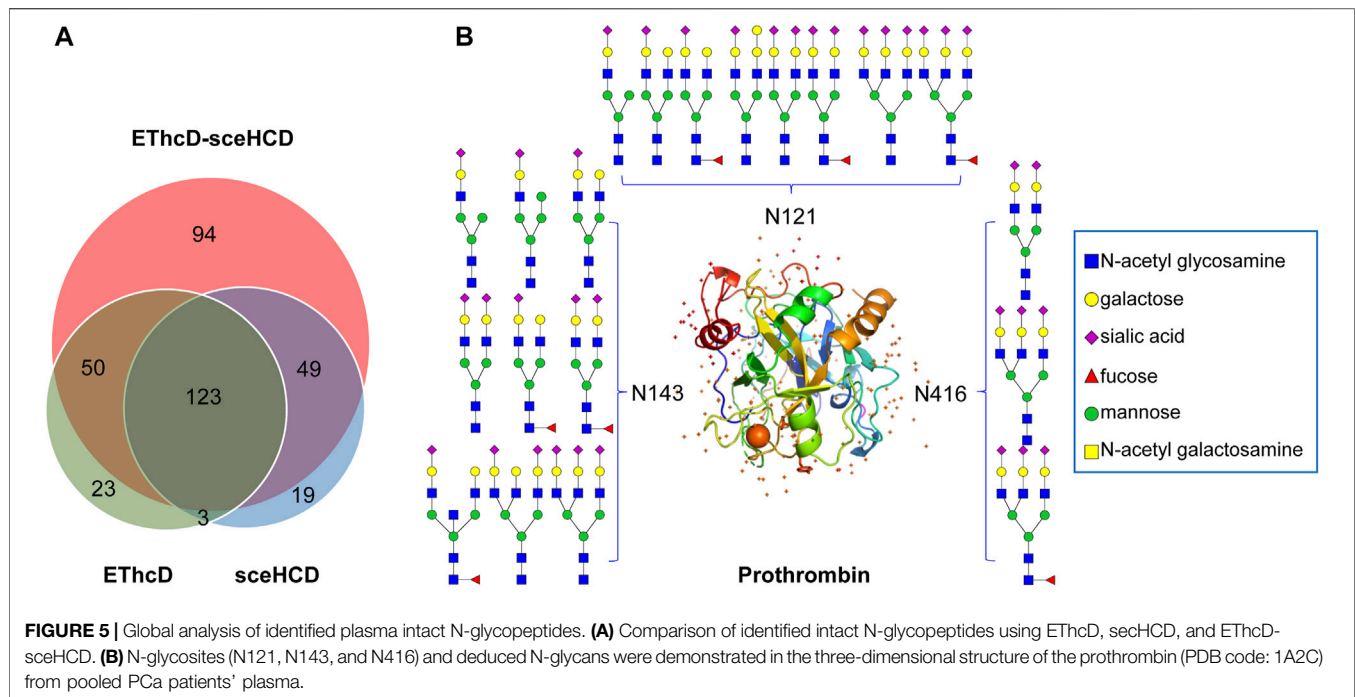 A
B
EThcD-sceHCD
94
50
123
49
23
3
19
EThcD
sceHCD
N121
N143
N416
Prothrombin
N-acetyl glycosamine
galactose
sialic acid
fucose
mannose
N-acetyl galactosamine
FIGURE 5 | Global analysis of identified plasma intact N-glycopeptides. (A) Comparison of identified intact N-glycopeptides using EThcD, secHCD, and EThcD-
sceHCD. (B) N-glycosites (N121, N143, and N416) and deduced N-glycans were demonstrated in the three-dimensional structure of the prothrombin (PDB code: 1A2C)
from pooled PCa patients' plasma.